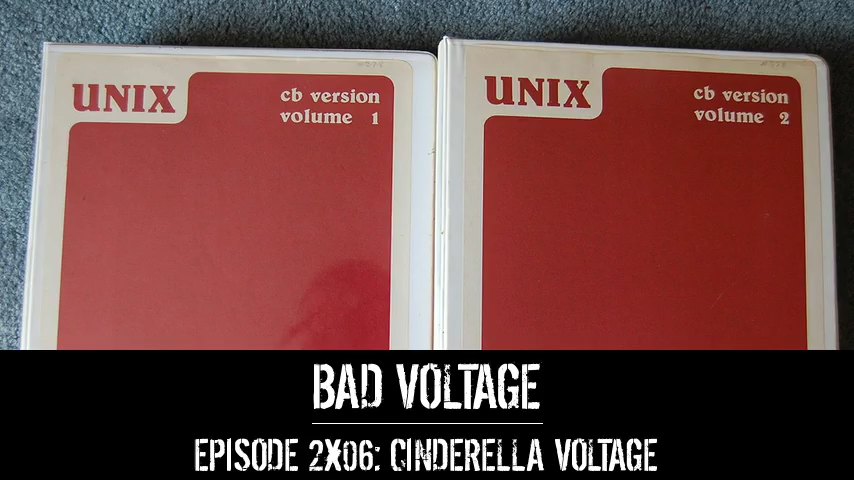 UNIX
cb version
volume 1
UNIX
cb version
volume 2
BAD VOLTAGE
EPISODE 2X06: CINDERELLA VOLTAGE